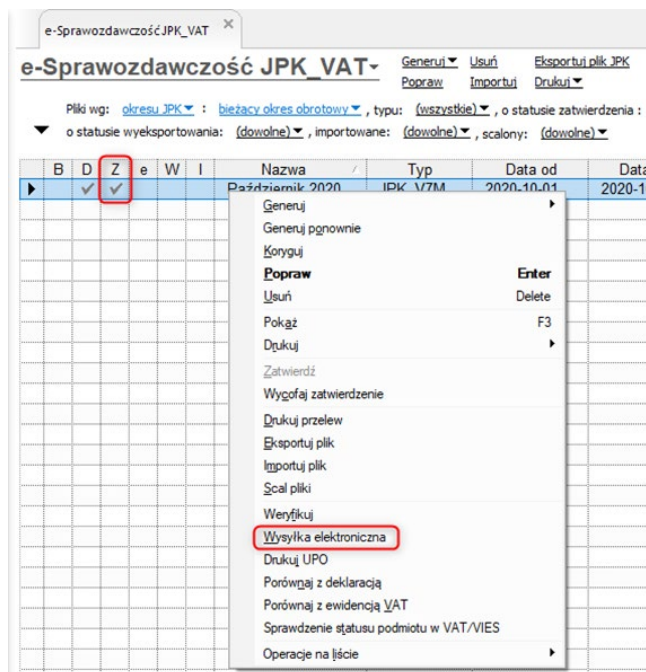 e-Sprawozdawczość JPK_VAT
e-Sprawozdawczość JPK_VAT
Generuj Usuń Eksportuj plik JPK
Popraw Importuj Drukuj
Pliki wg: okresu JPK : bieżący okres obrotowy , typu: (wszystkie) , o statusie zatwierdzenia :
o statusie wyeksportowania: (dowolne) , importowane: (dowolne) , scalony: (dowolne)
B D Z e W I Nazwa Typ Data od Data
Październik 2020 JPK_V7M 2020-10-01 2020-1
Generuj
Generuj ponownie
Koryguj
Popraw Enter
Usuń Delete
Pokaż F3
Drukuj
Zatwierdź
Wycofaj zatwierdzenie
Drukuj przelew
Eksportuj plik
Importuj plik
Scal pliki
Weryfikuj
Wysyłka elektroniczna
Drukuj UPO
Porównaj z deklaracją
Porównaj z ewidencją VAT
Sprawdzenie statusu podmiotu w VAT/VIES
Operacje na liście